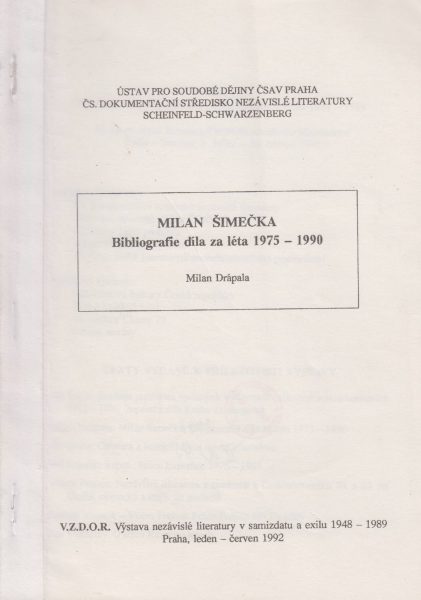 ÚSTAV PRO SOUDOBÉ DĚJINY ČSAV PRAHA
ČS. DOKUMENTAČNÍ STŘEDISKO NEZÁVISLÉ LITERATURY
SCHEINFELD-SCHWARZENBERG
MILAN ŠIMEČKA
Bibliografie díla za léta 1975 – 1990
Milan Drápala
V.Z.D.O.R. Výstava nezávislé literatury v samizdatu a exilu 1948 – 1989
Praha, leden – červen 1992